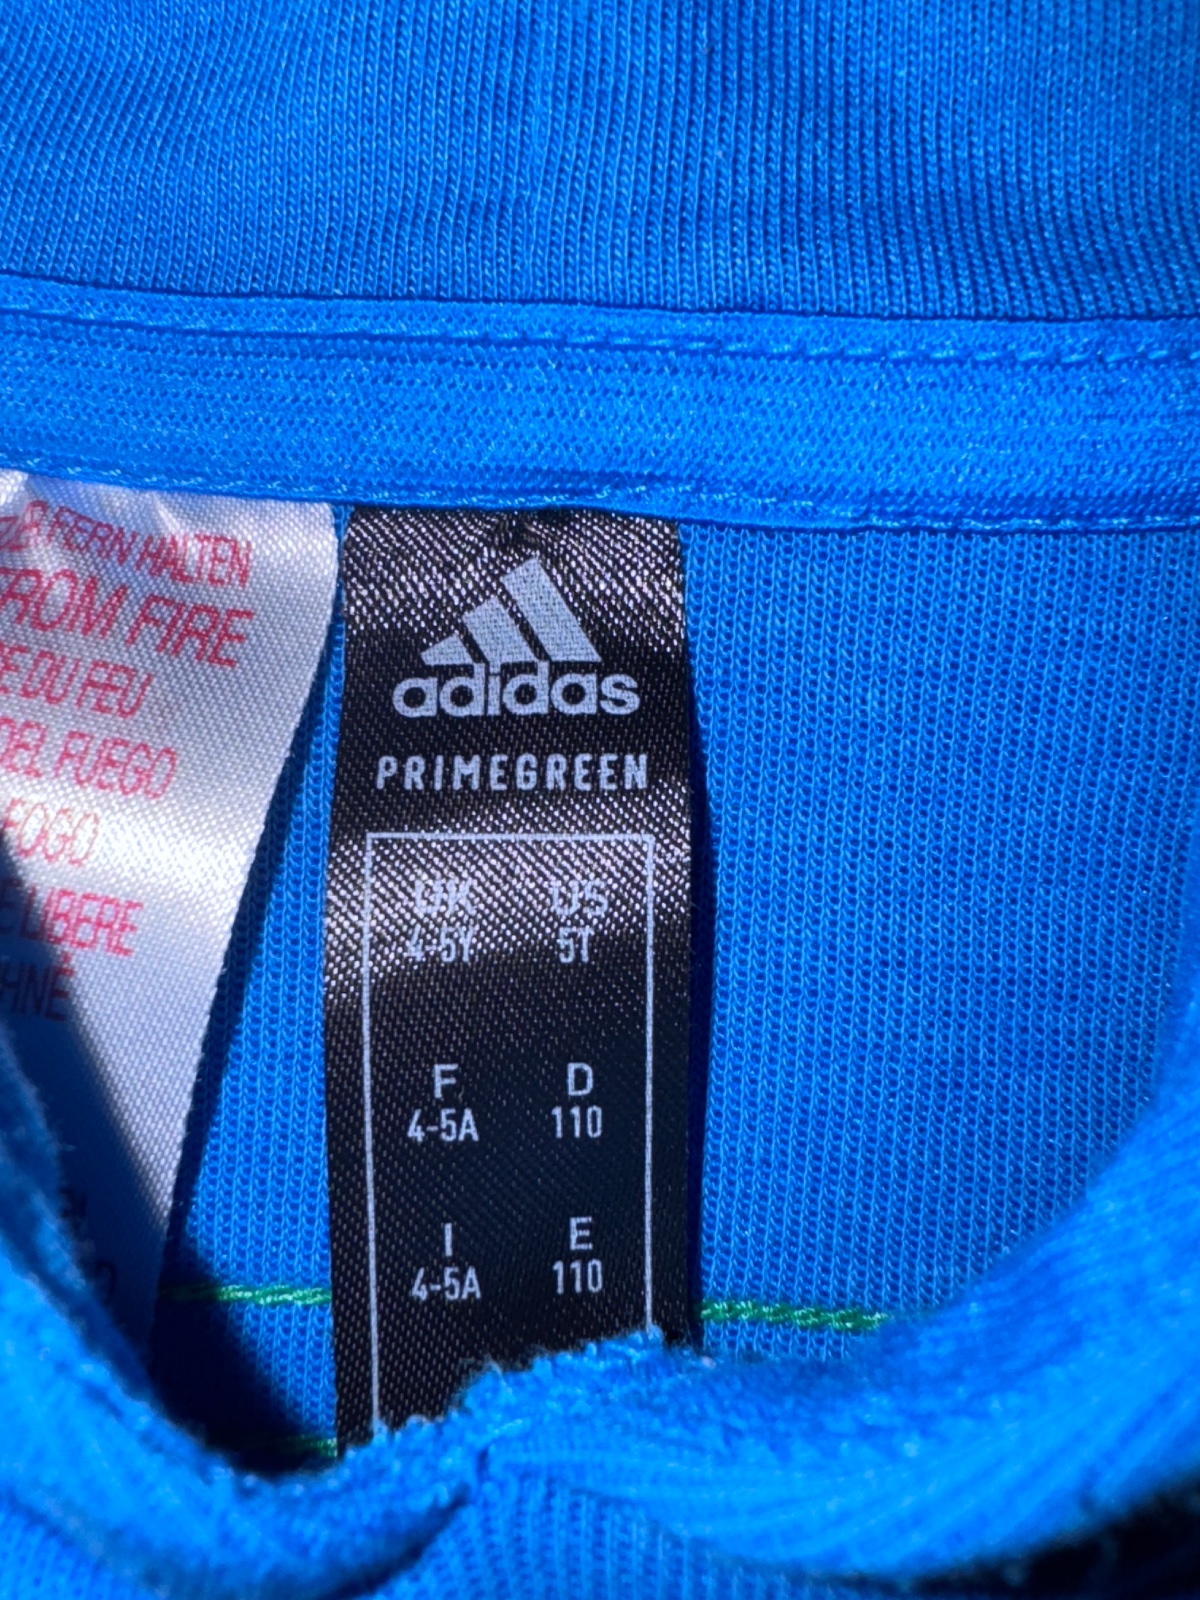 FERN HALTEN
FROM FIRE
DU FEU
DEL FUEGO
FOGO
LIBERE
adidas
PRIMEGREEN
UK US
4-5Y 5T
F D
4-5A 110
I E
4-5A 110